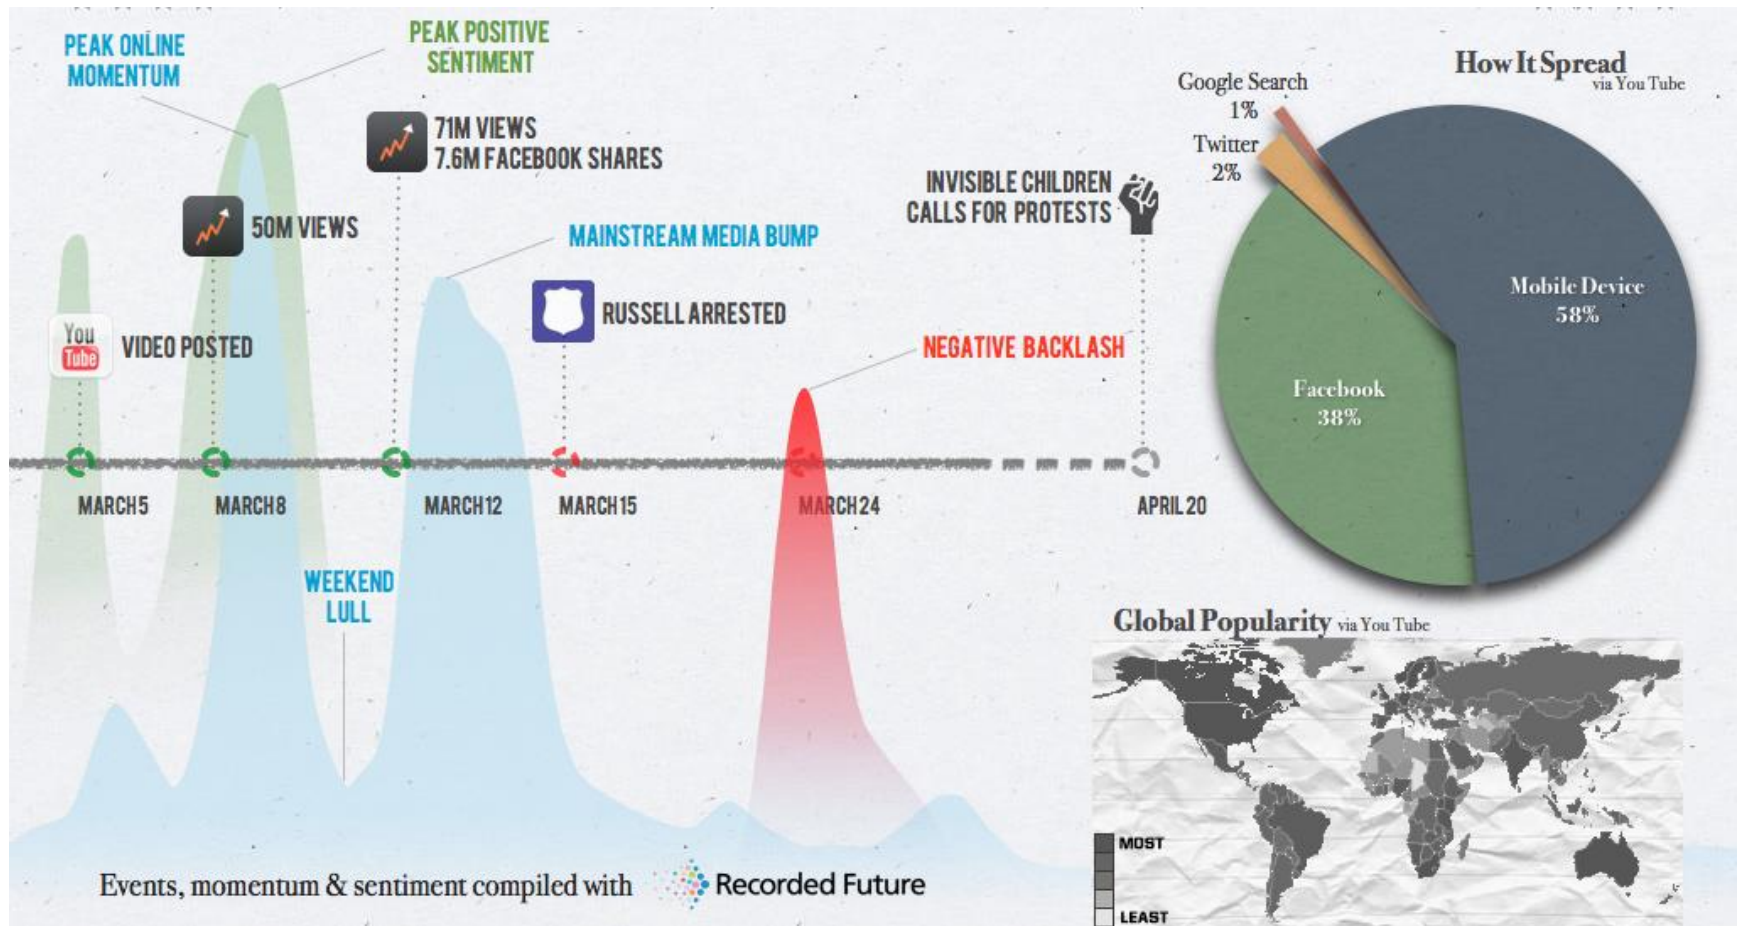 PEAK ONLINE
MOMENTUM
PEAK POSITIVE
SENTIMENT
71M VIEWS
7.6M FACEBOOK SHARES
50M VIEWS
MAINSTREAM MEDIA BUMP
INVISIBLE CHILDREN
CALLS FOR PROTESTS
You
Tube
VIDEO POSTED
RUSSELL ARRESTED
NEGATIVE BACKLASH
MARCH 5
MARCH 8
MARCH 12
MARCH 15
MARCH 24
APRIL 20
WEEKEND
LULL
Events, momentum & sentiment compiled with
Recorded Future
How It Spread
via You Tube
Google Search
1%
Twitter
2%
Mobile Device
58%
Facebook
38%
Global Popularity via You Tube
MOST
LEAST